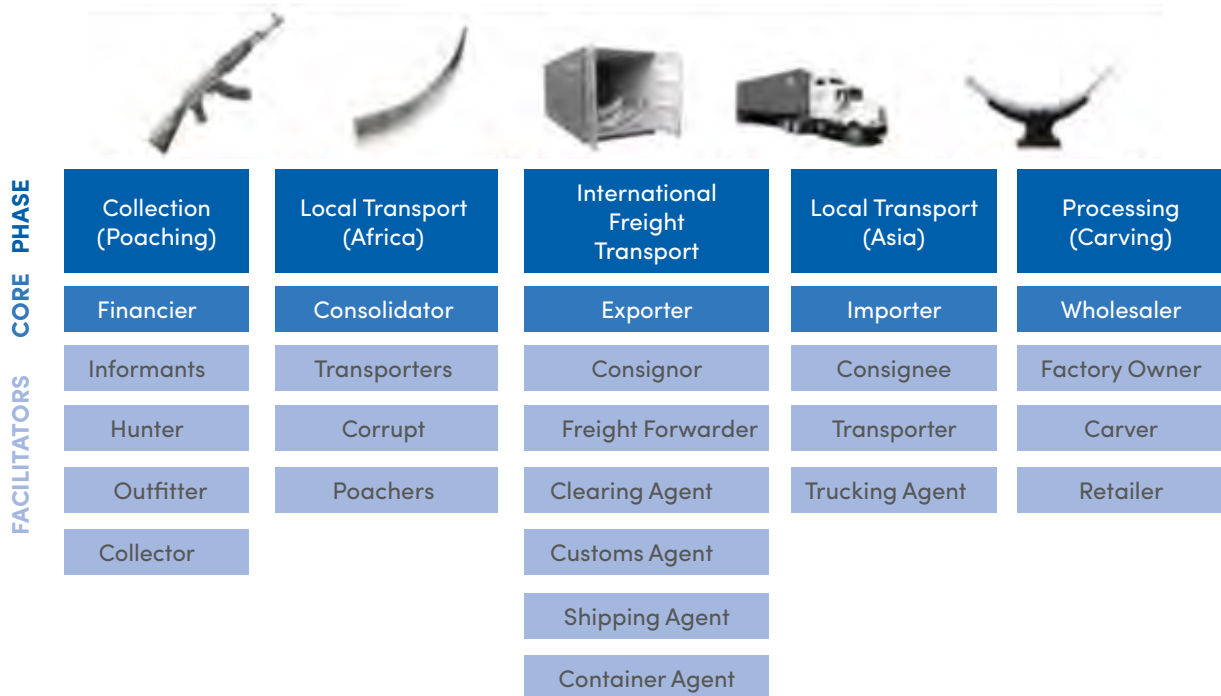 PHASE
Collection
(Poaching)
Local Transport
(Africa)
International
Freight
Transport
Local Transport
(Asia)
Processing
(Carving)
CORE
Financier
Consolidator
Exporter
Importer
Wholesaler
FACILITATORS
Informants
Transporters
Consignor
Consignee
Factory Owner
Hunter
Corrupt
Freight Forwarder
Transporter
Carver
Outfitter
Poachers
Clearing Agent
Trucking Agent
Retailer
Collector
Customs Agent
Shipping Agent
Container Agent